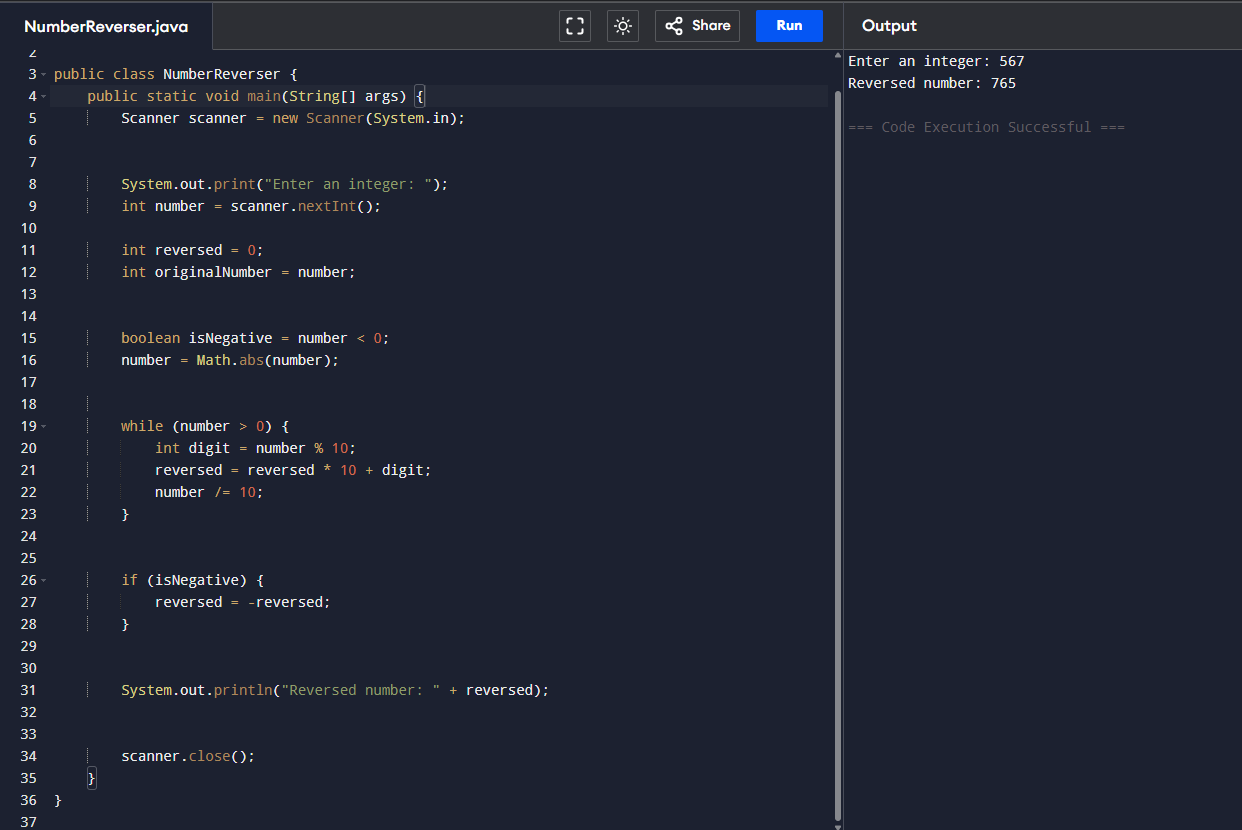 NumberReverser.java
Share
Run
Output
2
3 public class NumberReverser {
4     public static void main(String[] args) {
5         Scanner scanner = new Scanner(System.in);
6
7
8         System.out.print("Enter an integer: ");
9         int number = scanner.nextInt();
10
11         int reversed = 0;
12         int originalNumber = number;
13
14
15         boolean isNegative = number < 0;
16         number = Math.abs(number);
17
18
19         while (number > 0) {
20             int digit = number % 10;
21             reversed = reversed * 10 + digit;
22             number /= 10;
23         }
24
25
26         if (isNegative) {
27             reversed = -reversed;
28         }
29
30
31         System.out.println("Reversed number: " + reversed);
32
33
34         scanner.close();
35     }
36 }
37
Enter an integer: 567
Reversed number: 765
=== Code Execution Successful ===